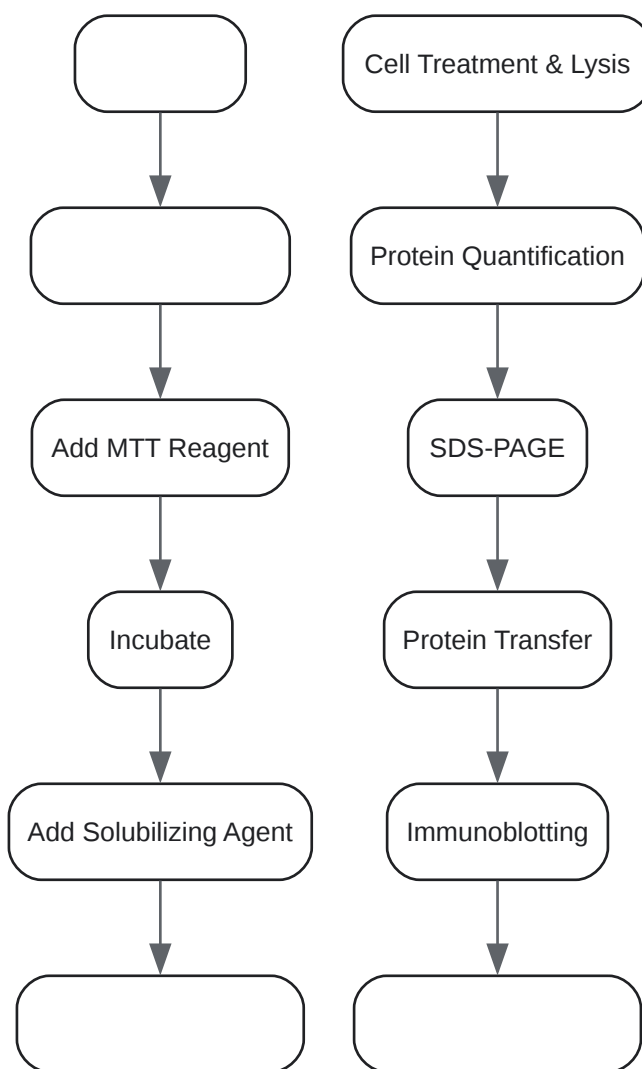 Cell Treatment & Lysis
Protein Quantification
Add MTT Reagent
SDS-PAGE
Incubate
Protein Transfer
Add Solubilizing Agent
Immunoblotting